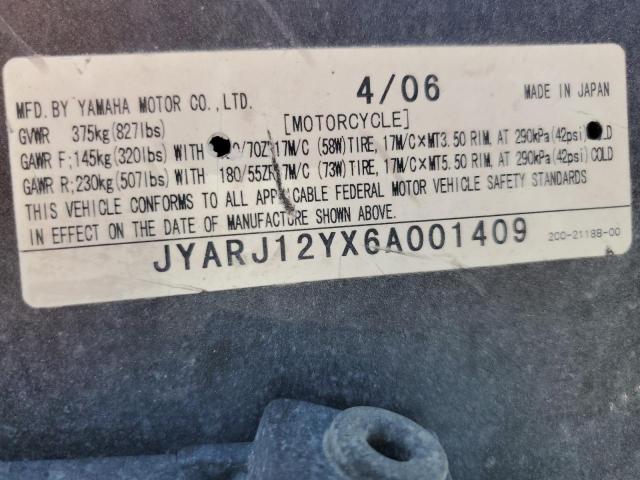 MFD. BY YAMAHA MOTOR CO., LTD. 4/06 MADE IN JAPAN
GVWR 375kg(827lbs) [MOTORCYCLE]
GAWR F;145kg(320lbs) WITH 17M/C (58W)TIRE, 17M/C×MT3.50 RIM, AT 290kPa(42psi)
GAWR R;230kg(507lbs) WITH 180/55ZR17M/C (73W)TIRE, 17M/C×MT5.50 RIM, AT 290kPa(42psi) COLD
THIS VEHICLE CONFORMS TO ALL APPLICABLE FEDERAL MOTOR VEHICLE SAFETY STANDARDS
IN EFFECT ON THE DATE OF MANUFACTURE SHOWN ABOVE.
JYARJ12YX6A001409 2C0-2118B-00